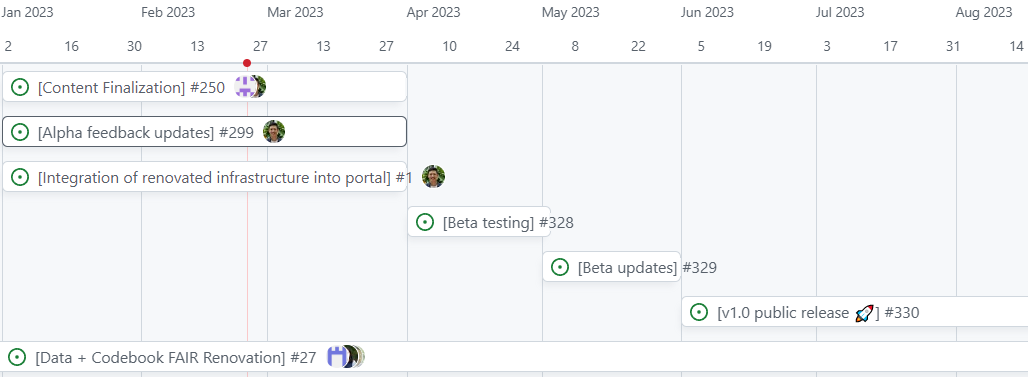 Jan 2023 Feb 2023 Mar 2023 Apr 2023 May 2023 Jun 2023 Jul 2023 Aug 2023
2 16 30 13 27 13 27 10 24 8 22 5 19 3 17 31 14
[Content Finalization] #250
[Alpha feedback updates] #299
[Integration of renovated infrastructure into portal] #1
[Beta testing] #328
[Beta updates] #329
[v1.0 public release 🚀] #330
[Data + Codebook FAIR Renovation] #27